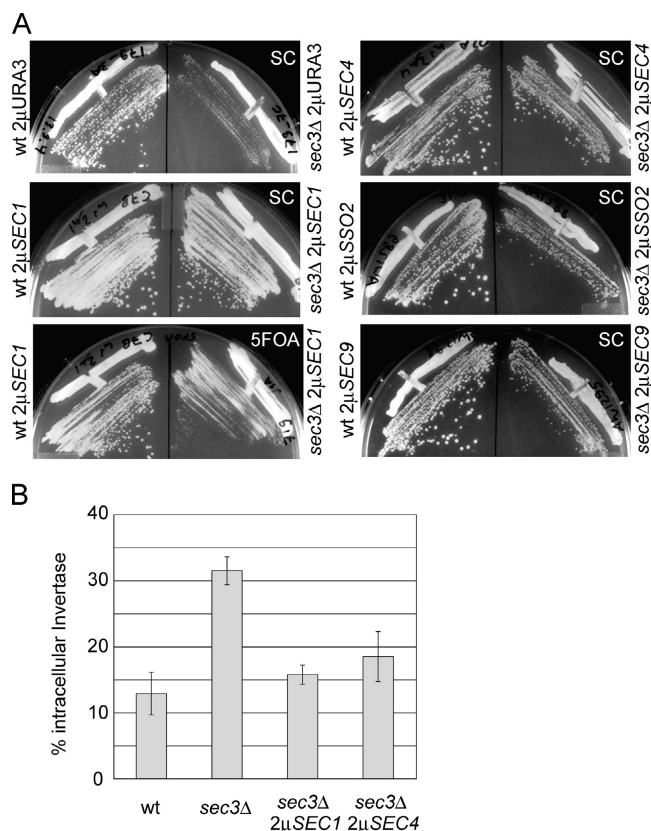 A
wt 2μURA3
SC
sec3Δ 2μURA3
wt 2μSEC4
SC
sec3Δ 2μSEC4
wt 2μSEC1
SC
sec3Δ 2μSEC1
wt 2μSSO2
SC
sec3Δ 2μSSO2
wt 2μSEC1
5FOA
sec3Δ 2μSEC1
wt 2μSEC9
SC
sec3Δ 2μSEC9
B
% intracellular Invertase
40
30
20
10
0
wt
sec3Δ
sec3Δ 2μSEC1
sec3Δ 2μSEC4